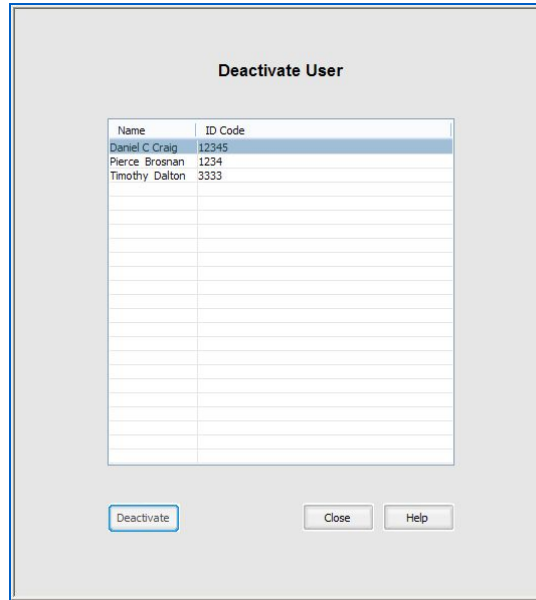 Deactivate User
Name ID Code
Daniel C Craig 12345
Pierce Brosnan 1234
Timothy Dalton 3333
Deactivate Close Help